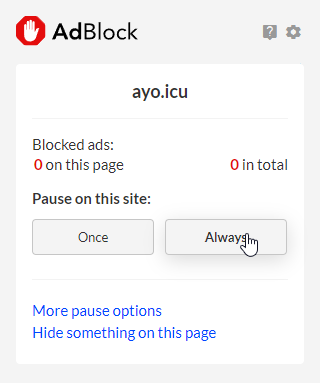 AdBlock
ayo.icu
Blocked ads:
0 on this page 0 in total
Pause on this site:
Once Always
More pause options
Hide something on this page